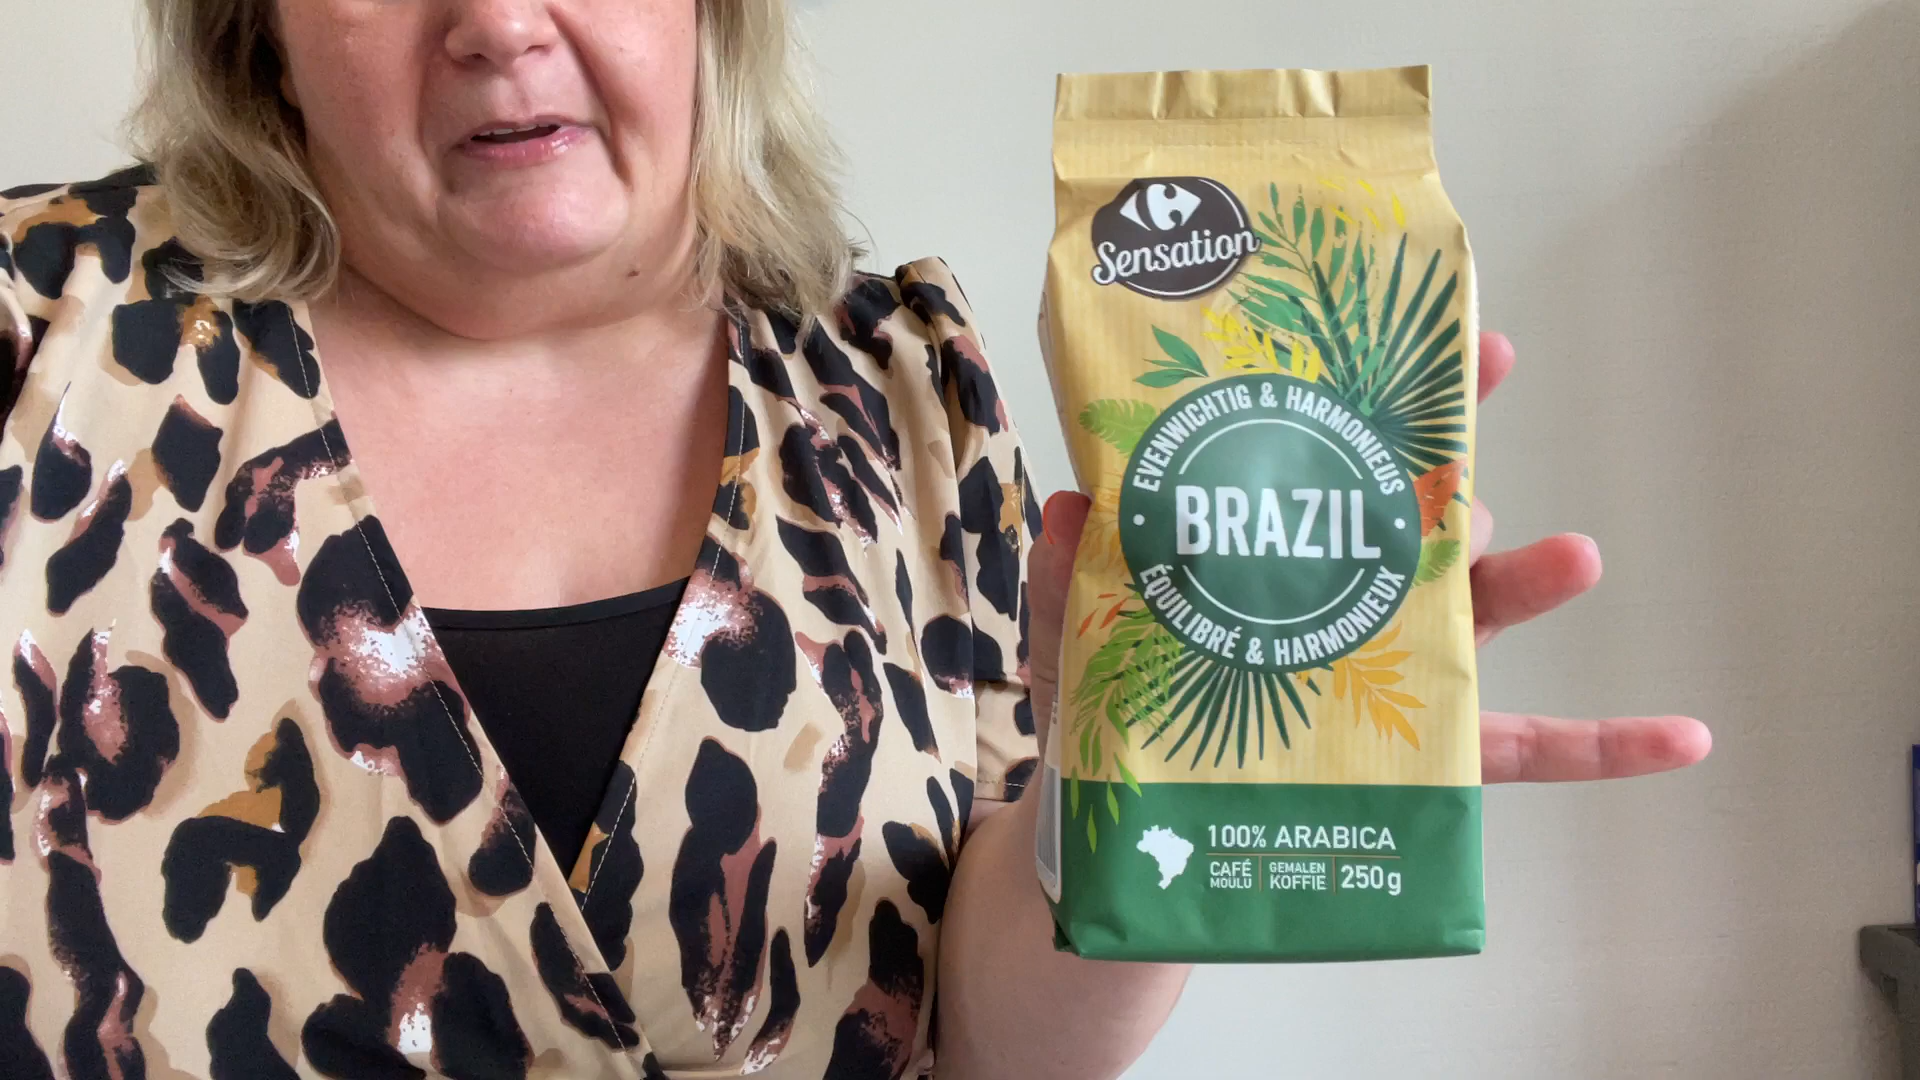 Sensation
EVENWICHTIG & HARMONIEUS
BRAZIL
ÉQUILIBRÉ & HARMONIEUX
100% ARABICA
CAFÉ MOULU
GEMALEN KOFFIE
250g